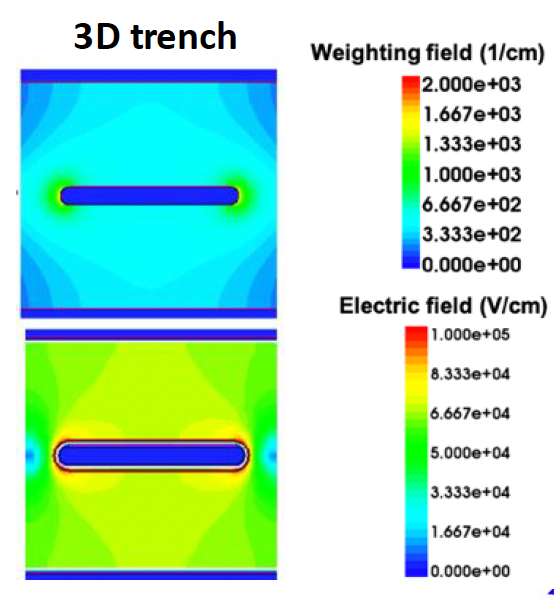 3D trench
Weighting field (1/cm)
2.000e+03
1.667e+03
1.333e+03
1.000e+03
6.667e+02
3.333e+02
0.000e+00
Electric field (V/cm)
1.000e+05
8.333e+04
6.667e+04
5.000e+04
3.333e+04
1.667e+04
0.000e+00